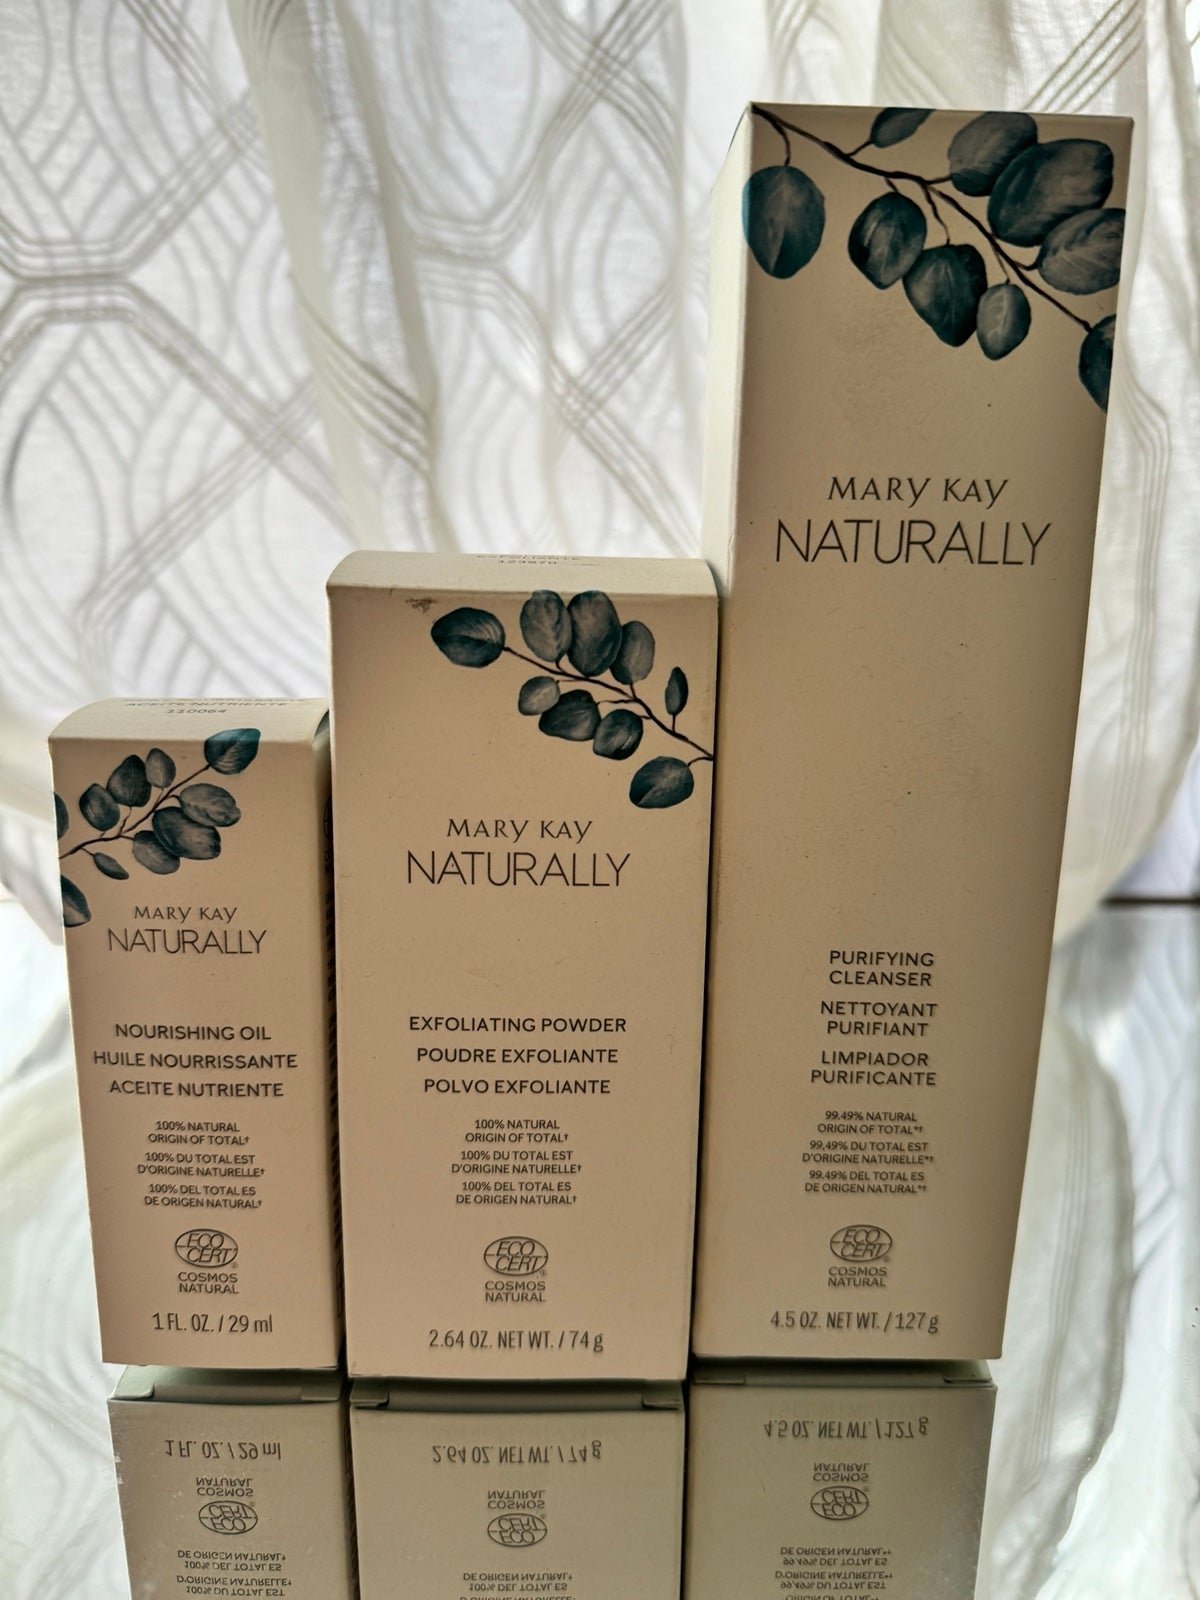 ACEITE NUTRIENTE
110064
MARY KAY
NATURALLY
NOURISHING OIL
HUILE NOURRISSANTE
ACEITE NUTRIENTE
100% NATURAL
ORIGIN OF TOTAL†
100% DU TOTAL EST
D'ORIGINE NATURELLE†
100% DEL TOTAL ES
DE ORIGEN NATURAL†
ECO
CERT®
COSMOS
NATURAL
1 FL. OZ. / 29 ml
EXFOLIANTE
123970
MARY KAY
NATURALLY
EXFOLIATING POWDER
POUDRE EXFOLIANTE
POLVO EXFOLIANTE
100% NATURAL
ORIGIN OF TOTAL†
100% DU TOTAL EST
D'ORIGINE NATURELLE†
100% DEL TOTAL ES
DE ORIGEN NATURAL†
ECO
CERT®
COSMOS
NATURAL
2.64 OZ. NET WT. / 74 g
MARY KAY
NATURALLY
PURIFYING
CLEANSER
NETTOYANT
PURIFIANT
LIMPIADOR
PURIFICANTE
99.49% NATURAL
ORIGIN OF TOTAL*†
99,49% DU TOTAL EST
D'ORIGINE NATURELLE*†
99.49% DEL TOTAL ES
DE ORIGEN NATURAL*†
ECO
CERT®
COSMOS
NATURAL
4.5 OZ. NET WT. / 127 g